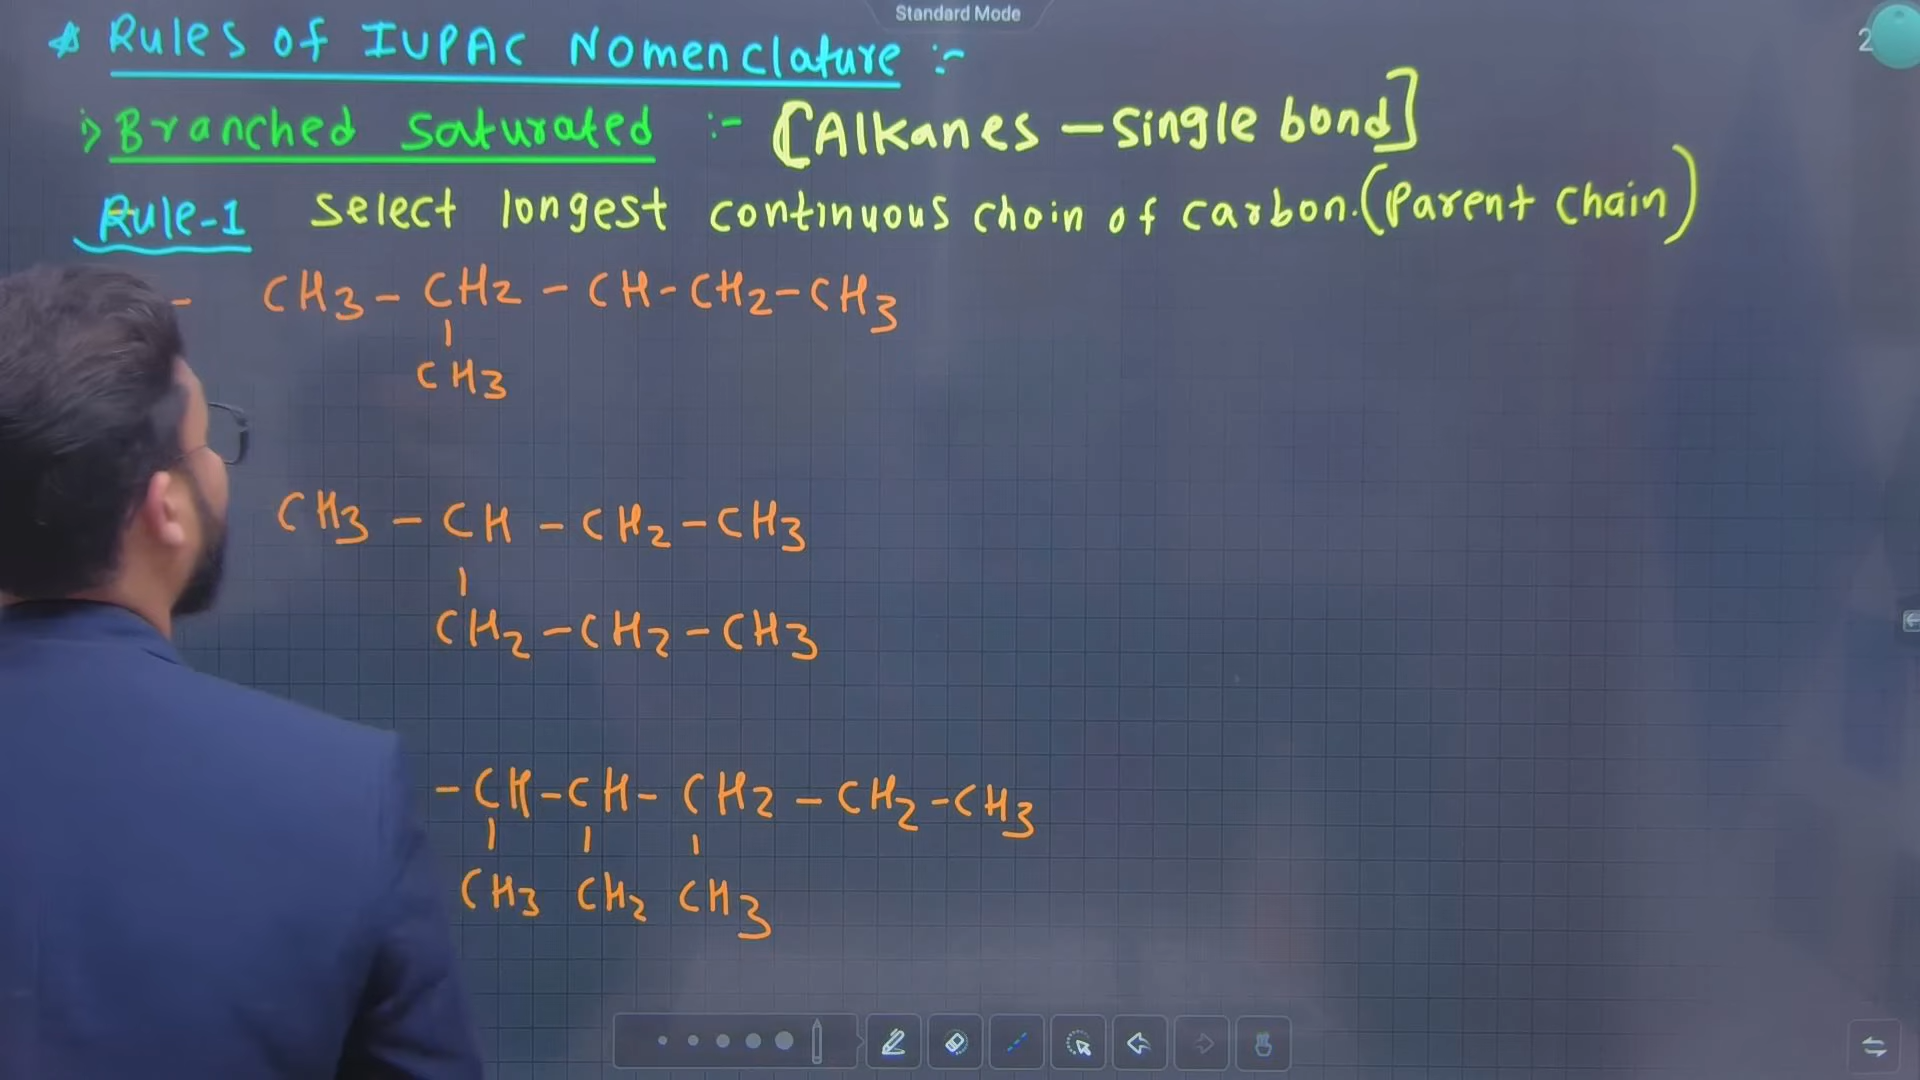 Standard Mode
2
* Rules of IUPAC Nomenclature :-
i> Branched saturated :- [Alkanes - single bond]
Rule-1 select longest continuous chain of carbon. (Parent chain)
- CH3 - CH2 - CH - CH2 - CH3
CH3
CH3 - CH - CH2 - CH3
CH2 - CH2 - CH3
- CH - CH - CH2 - CH2 - CH3
CH3 CH2 CH3